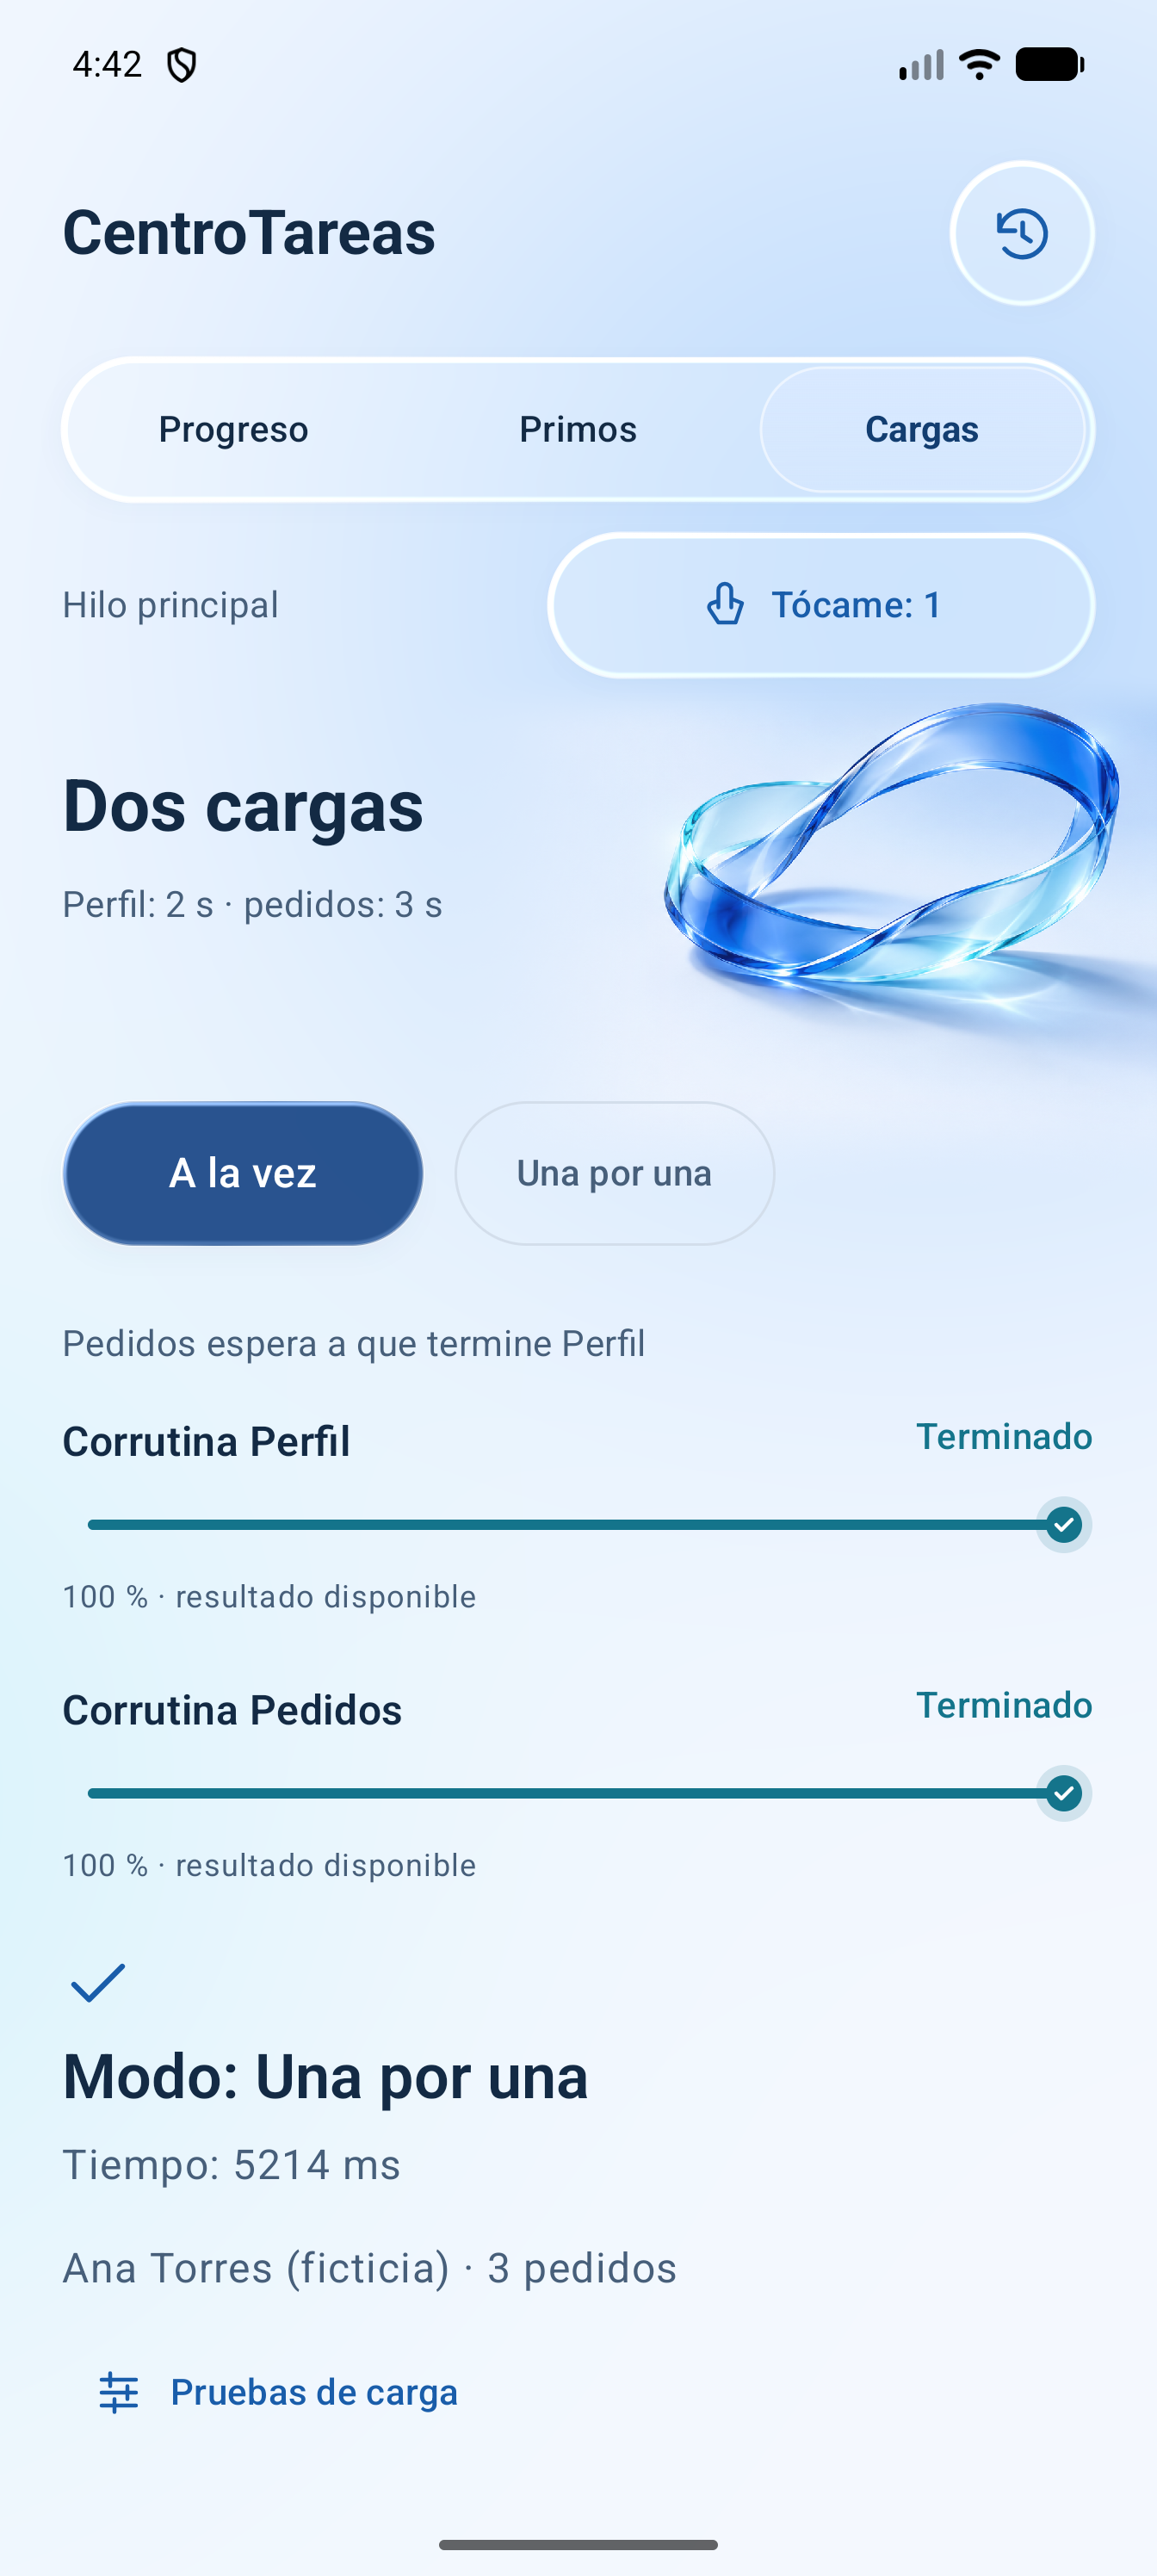 4:42
CentroTareas
Progreso Primos Cargas
Hilo principal Tócame: 1
Dos cargas
Perfil: 2 s · pedidos: 3 s
A la vez Una por una
Pedidos espera a que termine Perfil
Corrutina Perfil Terminado
100 % · resultado disponible
Corrutina Pedidos Terminado
100 % · resultado disponible
Modo: Una por una
Tiempo: 5214 ms
Ana Torres (ficticia) · 3 pedidos
Pruebas de carga